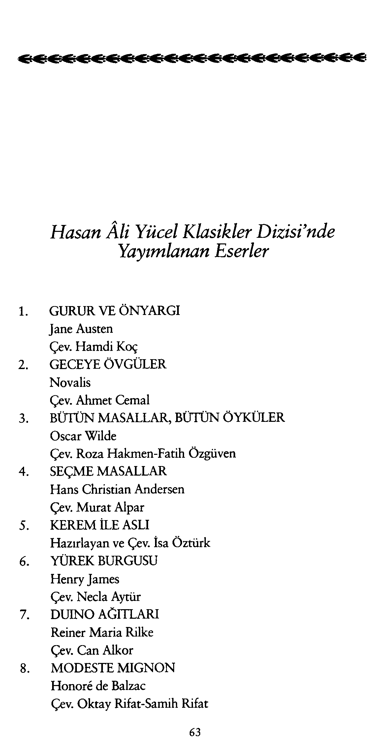 Hasan Âli Yücel Klasikler Dizisi'nde
Yayımlanan Eserler
1. GURUR VE ÖNYARGI
Jane Austen
Çev. Hamdi Koç
2. GECEYE ÖVGÜLER
Novalis
Çev. Ahmet Cemal
3. BÜTÜN MASALLAR, BÜTÜN ÖYKÜLER
Oscar Wilde
Çev. Roza Hakmen-Fatih Özgüven
4. SEÇME MASALLAR
Hans Christian Andersen
Çev. Murat Alpar
5. KEREM İLE ASLI
Hazırlayan ve Çev. İsa Öztürk
6. YÜREK BURGUSU
Henry James
Çev. Necla Aytür
7. DUINO AĞITLARI
Reiner Maria Rilke
Çev. Can Alkor
8. MODESTE MIGNON
Honoré de Balzac
Çev. Oktay Rifat-Samih Rifat
63